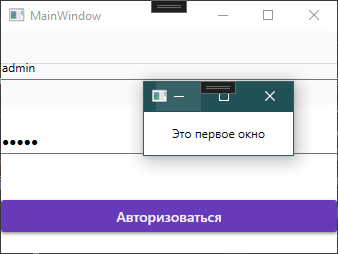 MainWindow
admin
•••••
Это первое окно
Авторизоваться